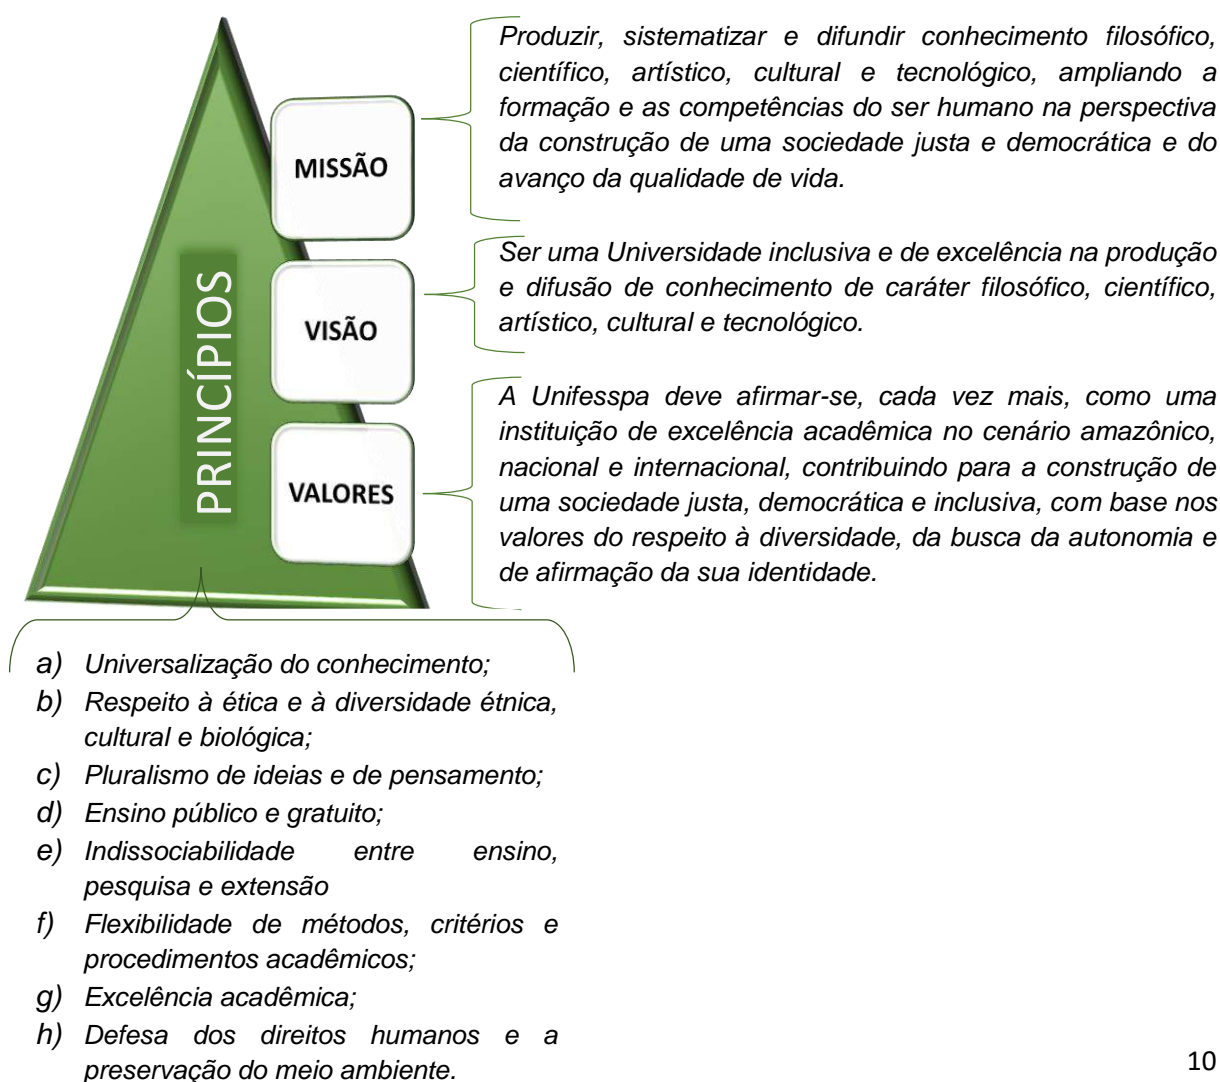 PRINCÍPIOS
MISSÃO
Produzir, sistematizar e difundir conhecimento filosófico,
científico, artístico, cultural e tecnológico, ampliando a
formação e as competências do ser humano na perspectiva
da construção de uma sociedade justa e democrática e do
avanço da qualidade de vida.
VISÃO
Ser uma Universidade inclusiva e de excelência na produção
e difusão de conhecimento de caráter filosófico, científico,
artístico, cultural e tecnológico.
VALORES
A Unifesspa deve afirmar-se, cada vez mais, como uma
instituição de excelência acadêmica no cenário amazônico,
nacional e internacional, contribuindo para a construção de
uma sociedade justa, democrática e inclusiva, com base nos
valores do respeito à diversidade, da busca da autonomia e
de afirmação da sua identidade.
a) Universalização do conhecimento;
b) Respeito à ética e à diversidade étnica,
cultural e biológica;
c) Pluralismo de ideias e de pensamento;
d) Ensino público e gratuito;
e) Indissociabilidade entre ensino,
pesquisa e extensão
f) Flexibilidade de métodos, critérios e
procedimentos acadêmicos;
g) Excelência acadêmica;
h) Defesa dos direitos humanos e a
preservação do meio ambiente.
10